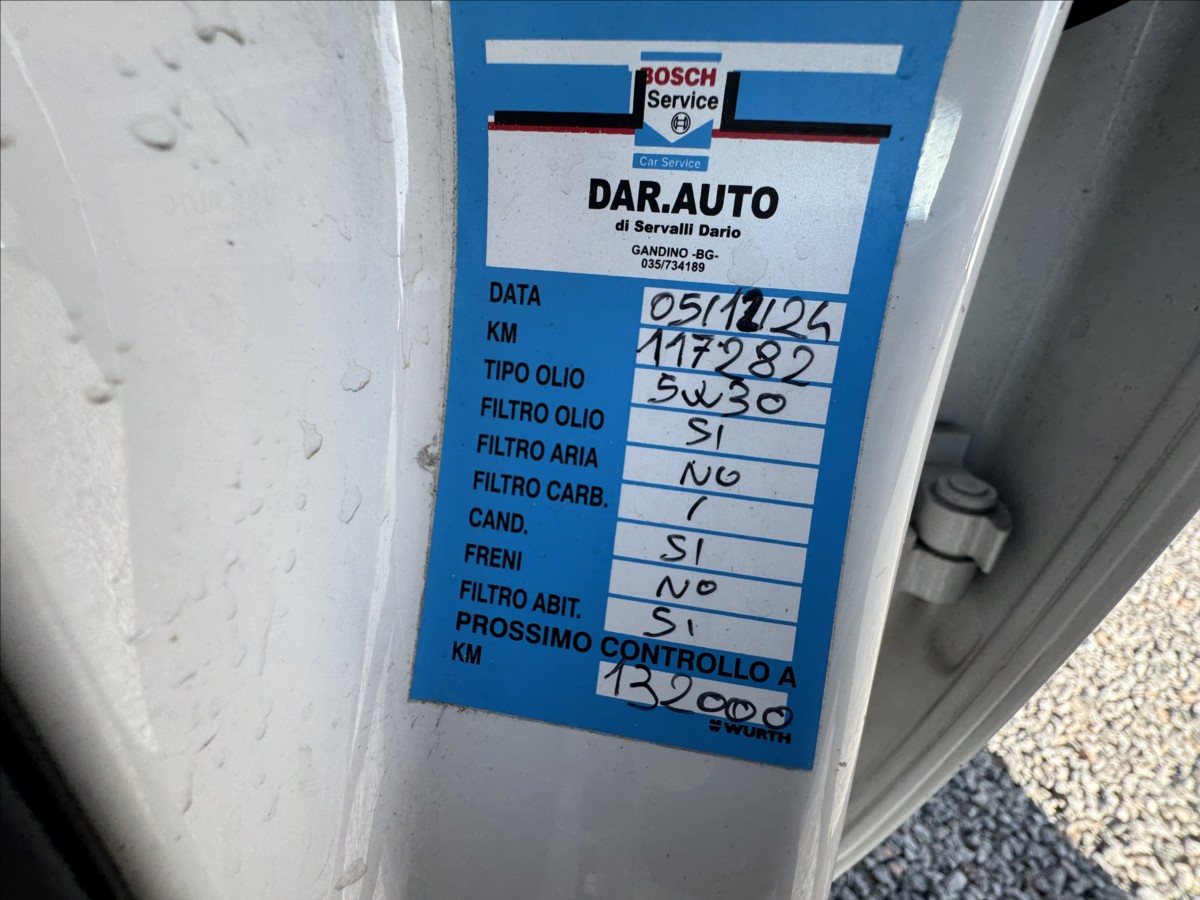 BOSCH
Service
Car Service
DAR.AUTO
di Servalli Dario
GANDINO -BG-
035/734189
DATA 05/12/24
KM 117282
TIPO OLIO 5W30
FILTRO OLIO SI
FILTRO ARIA NO
FILTRO CARB. /
CAND. SI
FRENI NO
FILTRO ABIT. SI
PROSSIMO CONTROLLO A
KM 132000
WÜRTH